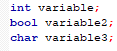 int variable;
bool variable2;
char variable3;